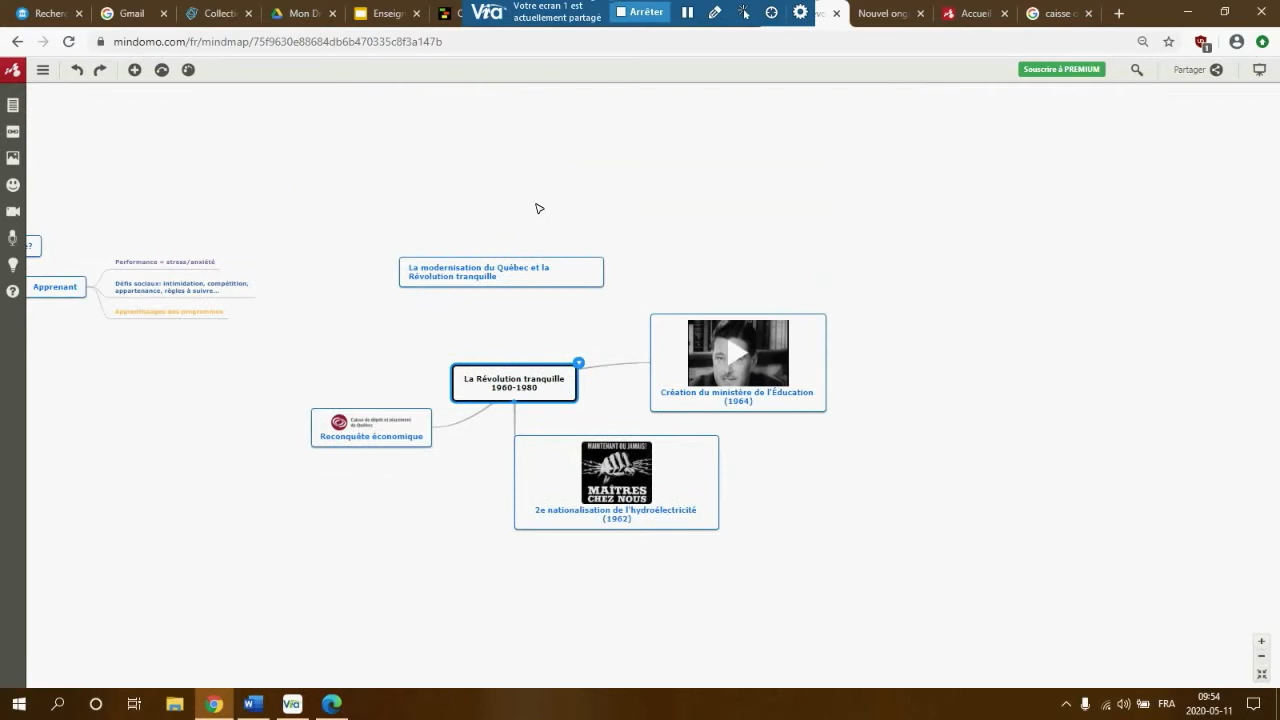 Gmail
Collecti
Mon D
Enseig
Votre écran 1 est
actuellement partagé
Arrêter
Via
Nouvel ong
Accueil
caisse d
mindomo.com/fr/mindmap/75f9630e88684db6b470335c8f3a147b
1
Souscrire à PREMIUM
Partager
e?
Apprenant
Performance = stress/anxiété
Défis sociaux: intimidation, compétition,
appartenance, règles à suivre...
Apprentissages des programmes
La modernisation du Québec et la
Révolution tranquille
La Révolution tranquille
1960-1980
Création du ministère de l'Éducation
(1964)
Caisse de dépôt et placement
du Québec
Reconquête économique
MAINTENANT OU JAMAIS!
MAÎTRES
CHEZ NOUS
2e nationalisation de l'hydroélectricité
(1962)
FRA
09:54
2020-05-11